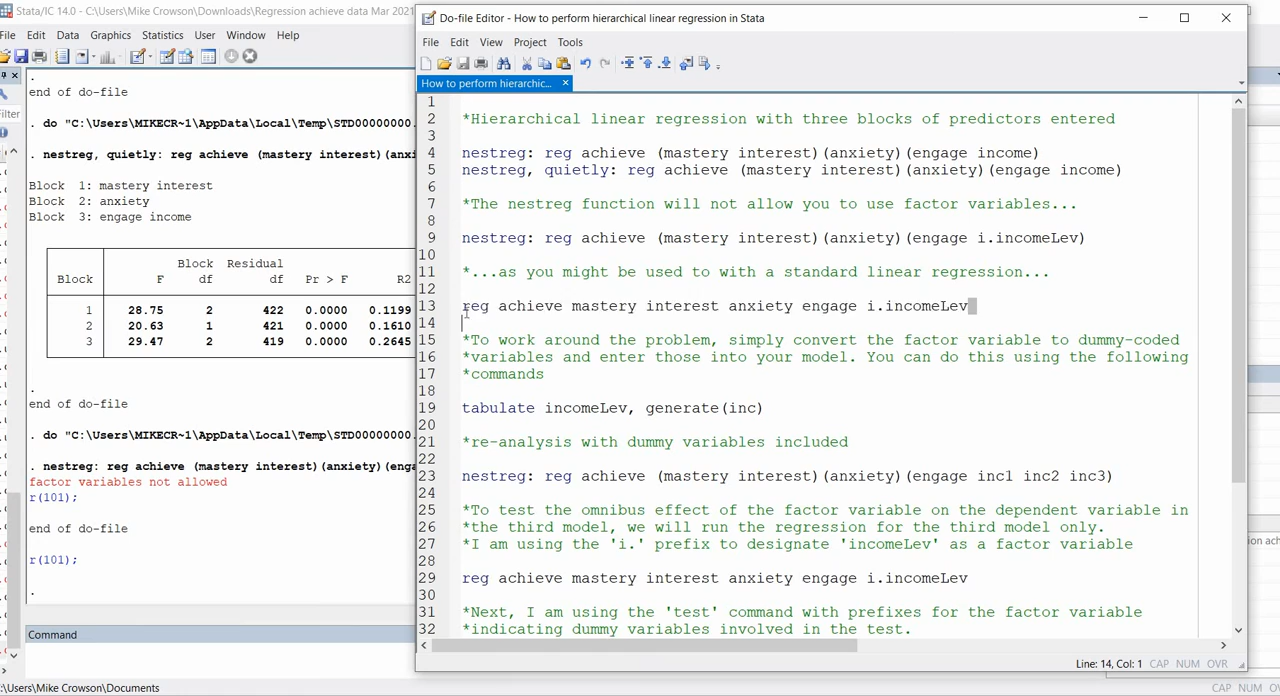 Stata/IC 14.0 - C:\Users\Mike Crowson\Downloads\Regression achieve data Mar 2021
File Edit Data Graphics Statistics User Window Help
Filter
.
end of do-file
. do "C:\Users\MIKECR~1\AppData\Local\Temp\STD00000000.
. nestreg, quietly: reg achieve (mastery interest)(anxi
Block 1: mastery interest
Block 2: anxiety
Block 3: engage income
Block Residual
Block F df df Pr > F R2
1 28.75 2 422 0.0000 0.1199
2 20.63 1 421 0.0000 0.1610
3 29.47 2 419 0.0000 0.2645
.
end of do-file
. do "C:\Users\MIKECR~1\AppData\Local\Temp\STD00000000.
. nestreg: reg achieve (mastery interest)(anxiety)(enga
factor variables not allowed
r(101);
end of do-file
r(101);
.
Command
:\Users\Mike Crowson\Documents
Do-file Editor - How to perform hierarchical linear regression in Stata
File Edit View Project Tools
How to perform hierarchic...
1
2 *Hierarchical linear regression with three blocks of predictors entered
3
4 nestreg: reg achieve (mastery interest)(anxiety)(engage income)
5 nestreg, quietly: reg achieve (mastery interest)(anxiety)(engage income)
6
7 *The nestreg function will not allow you to use factor variables...
8
9 nestreg: reg achieve (mastery interest)(anxiety)(engage i.incomeLev)
10
11 *...as you might be used to with a standard linear regression...
12
13 reg achieve mastery interest anxiety engage i.incomeLev
14
15 *To work around the problem, simply convert the factor variable to dummy-coded
16 *variables and enter those into your model. You can do this using the following
17 *commands
18
19 tabulate incomeLev, generate(inc)
20
21 *re-analysis with dummy variables included
22
23 nestreg: reg achieve (mastery interest)(anxiety)(engage inc1 inc2 inc3)
24
25 *To test the omnibus effect of the factor variable on the dependent variable in
26 *the third model, we will run the regression for the third model only.
27 *I am using the 'i.' prefix to designate 'incomeLev' as a factor variable
28
29 reg achieve mastery interest anxiety engage i.incomeLev
30
31 *Next, I am using the 'test' command with prefixes for the factor variable
32 *indicating dummy variables involved in the test.
Line: 14, Col: 1 CAP NUM OVR
ion ach
CAP NUM